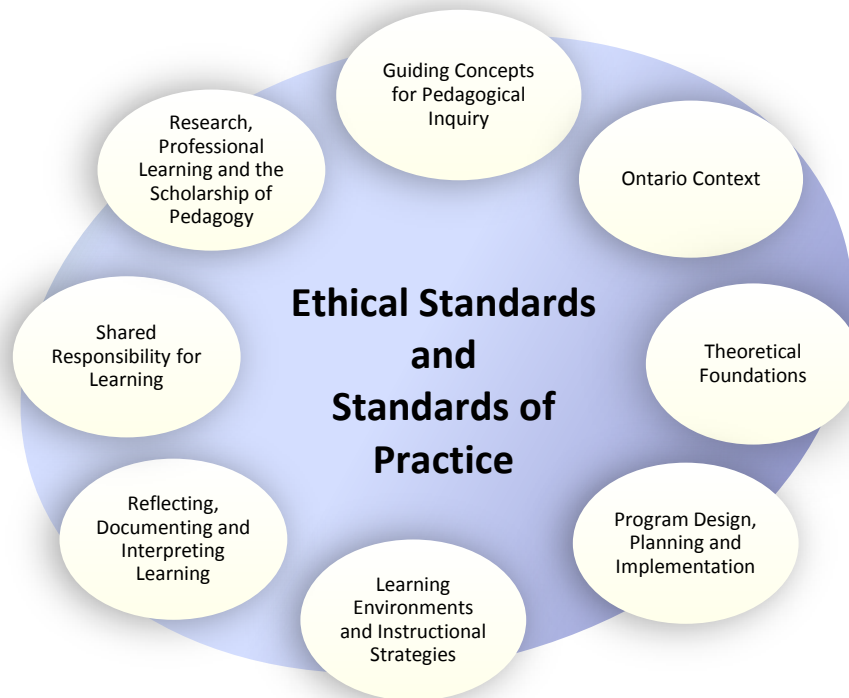 Guiding Concepts
for Pedagogical
Inquiry
Research,
Professional
Learning and the
Scholarship of
Pedagogy
Ontario Context
Ethical Standards
and
Standards of
Practice
Shared
Responsibility for
Learning
Theoretical
Foundations
Reflecting,
Documenting and
Interpreting
Learning
Program Design,
Planning and
Implementation
Learning
Environments
and Instructional
Strategies